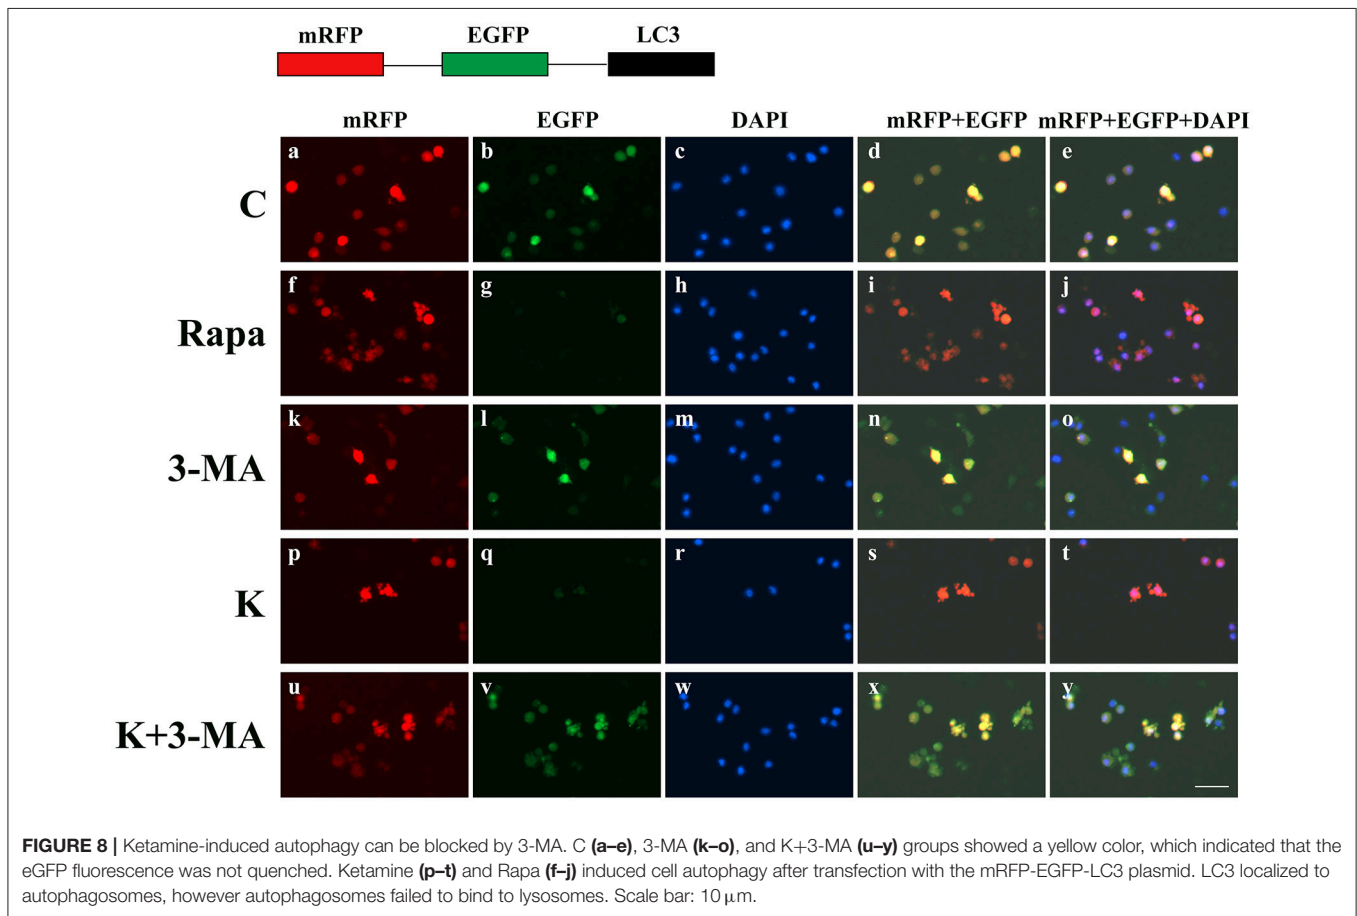 mRFP EGFP LC3
mRFP EGFP DAPI mRFP+EGFP mRFP+EGFP+DAPI
C a b c d e
Rapa f g h i j
3-MA k l m n o
K p q r s t
K+3-MA u v w x y
FIGURE 8 | Ketamine-induced autophagy can be blocked by 3-MA. C (a–e), 3-MA (k–o), and K+3-MA (u–y) groups showed a yellow color, which indicated that the
eGFP fluorescence was not quenched. Ketamine (p–t) and Rapa (f–j) induced cell autophagy after transfection with the mRFP-EGFP-LC3 plasmid. LC3 localized to
autophagosomes, however autophagosomes failed to bind to lysosomes. Scale bar: 10 μm.